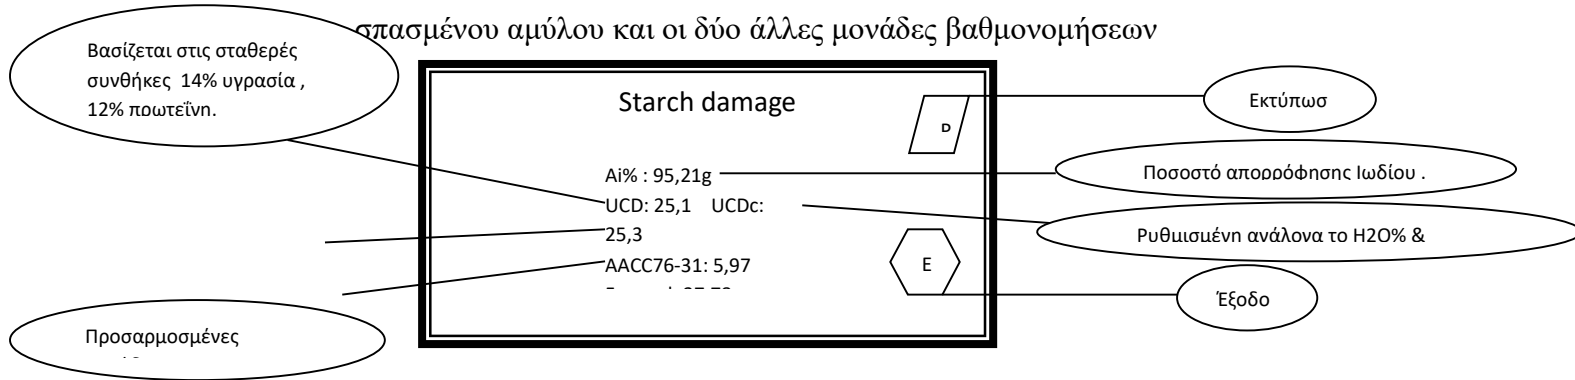 σπασμένου αμύλου και οι δύο άλλες μονάδες βαθμονομήσεων
Βασίζεται στις σταθερές
συνθήκες 14% υγρασία ,
12% πρωτεΐνη.
Starch damage
D
Εκτύπωσ
Ai% : 95,21g
Ποσοστό απορρόφησης Ιωδίου .
UCD: 25,1 UCDc:
25,3
Ρυθμισμένη ανάλογα το H2O% &
AACC76-31: 5,97
E
Έξοδο
Προσαρμοσμένες